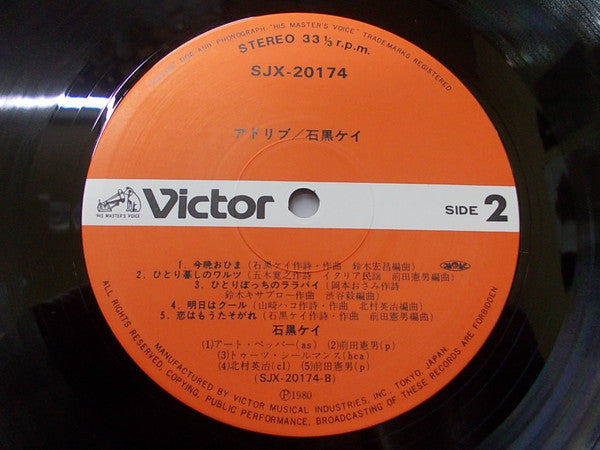 DISC AND PHONOGRAPH "HIS MASTER'S VOICE" TRADEMARKS REGISTERED
STEREO 33 1/3 r.p.m.
SJX-20174
アドリブ／石黒ケイ
"HIS MASTER'S VOICE"
Victor
SIDE 2
1. 今晩おひま (石黒ケイ作詩・作曲 鈴木宏昌編曲)
2. ひとり暮しのワルツ (五木寛之作詩 イタリア民謡 前田憲男編曲)
3. ひとりぼっちのララバイ (岡本おさみ作詩
鈴木キサブロー作曲 渋谷毅編曲)
4. 明日はクール (山崎ハコ作詩・作曲 北村英治編曲)
5. 恋はもうたそがれ (石黒ケイ作詩・作曲 前田憲男編曲)
石黒ケイ
(1)アート・ペッパー(as) (2)前田憲男(p)
(3)トゥーツ・シールマンス(hca)
(4)北村英治(cl) (5)前田憲男(p)
(SJX-20174-B)
Ⓟ1980
MANUFACTURED BY VICTOR MUSICAL INDUSTRIES, INC. TOKYO, JAPAN.
ALL RIGHTS RESERVED. COPYING, PUBLIC PERFORMANCE, BROADCASTING OF THESE RECORDS ARE FORBIDDEN